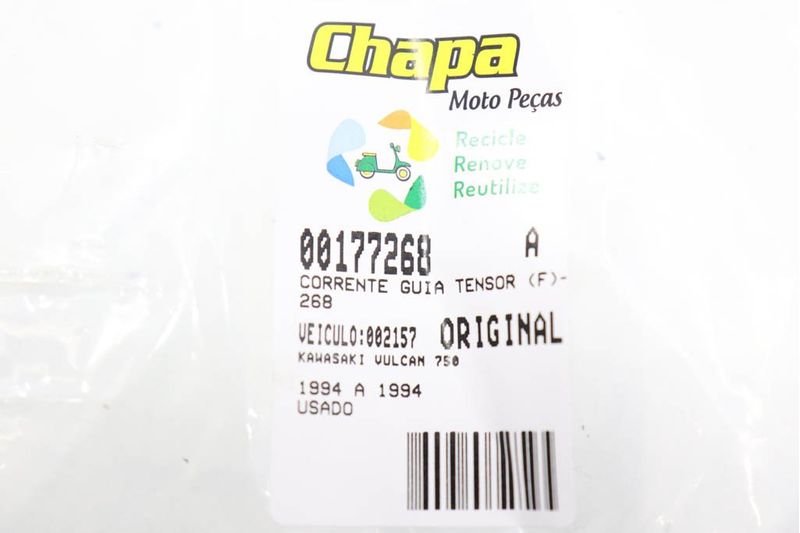 Chapa
Moto Peças
Recicle
Renove
Reutilize
00177268 A
CORRENTE GUIA TENSOR (F)-
268
VEICULO:002157 ORIGINAL
KAWASAKI VULCAN 750
1994 A 1994
USADO